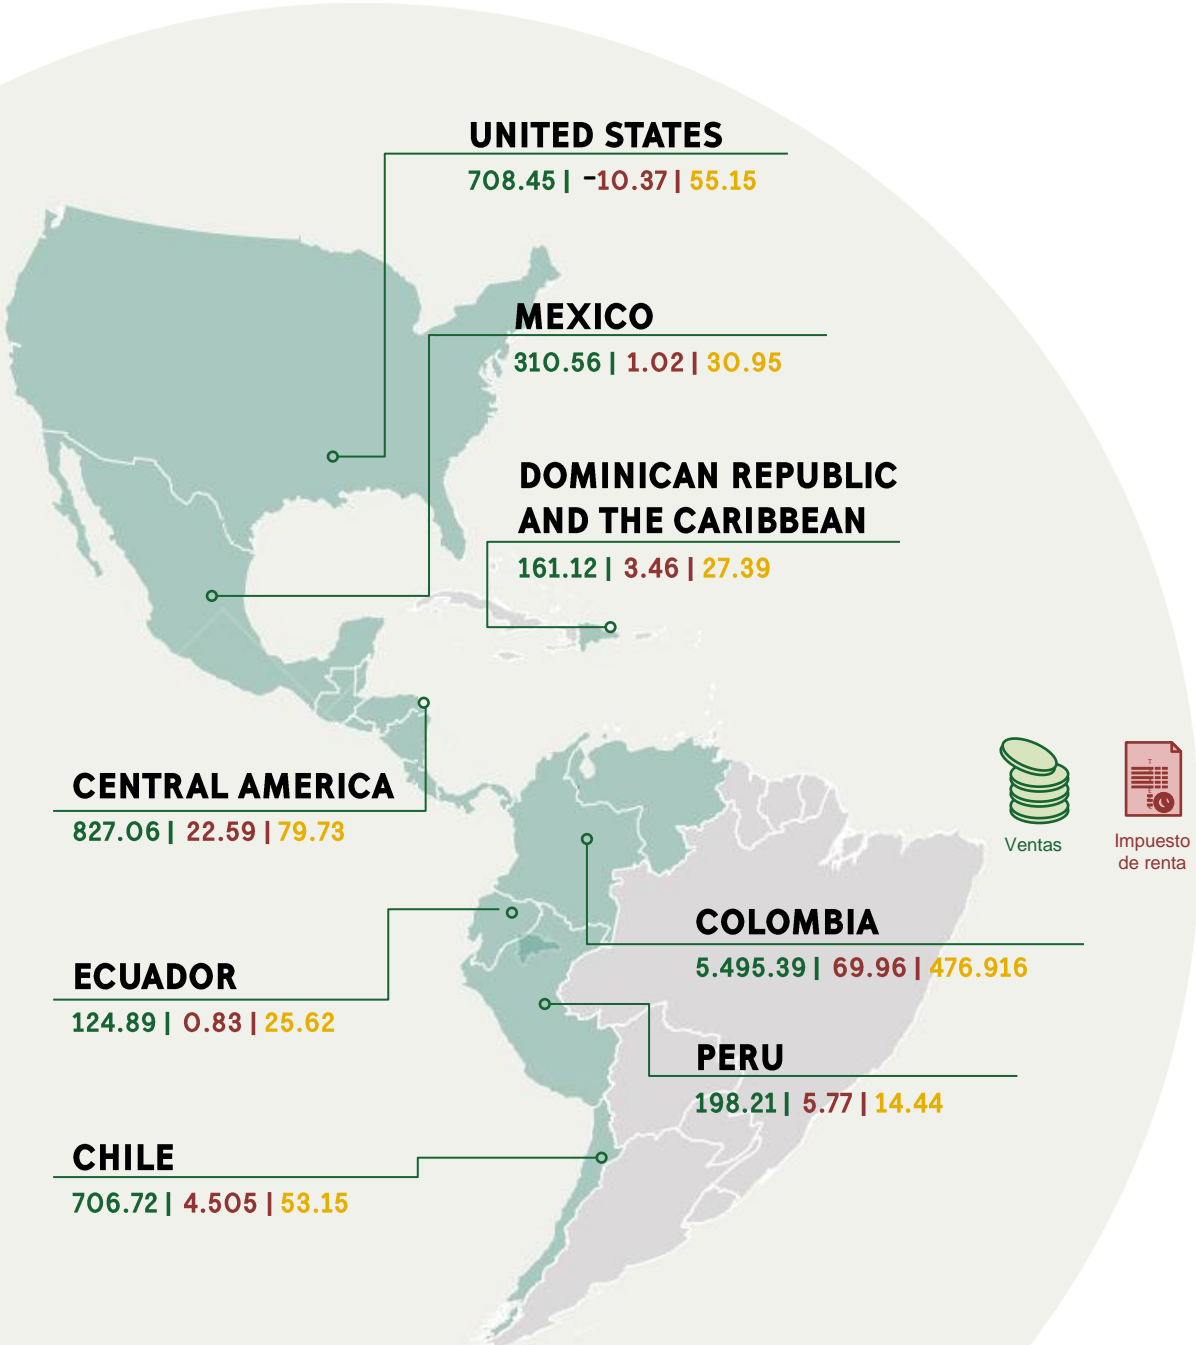 UNITED STATES
708.45 | -10.37 | 55.15
MEXICO
310.56 | 1.02 | 30.95
DOMINICAN REPUBLIC
AND THE CARIBBEAN
161.12 | 3.46 | 27.39
CENTRAL AMERICA
827.06 | 22.59 | 79.73
Ventas
Impuesto
de renta
COLOMBIA
5.495.39 | 69.96 | 476.916
ECUADOR
124.89 | 0.83 | 25.62
PERU
198.21 | 5.77 | 14.44
CHILE
706.72 | 4.505 | 53.15